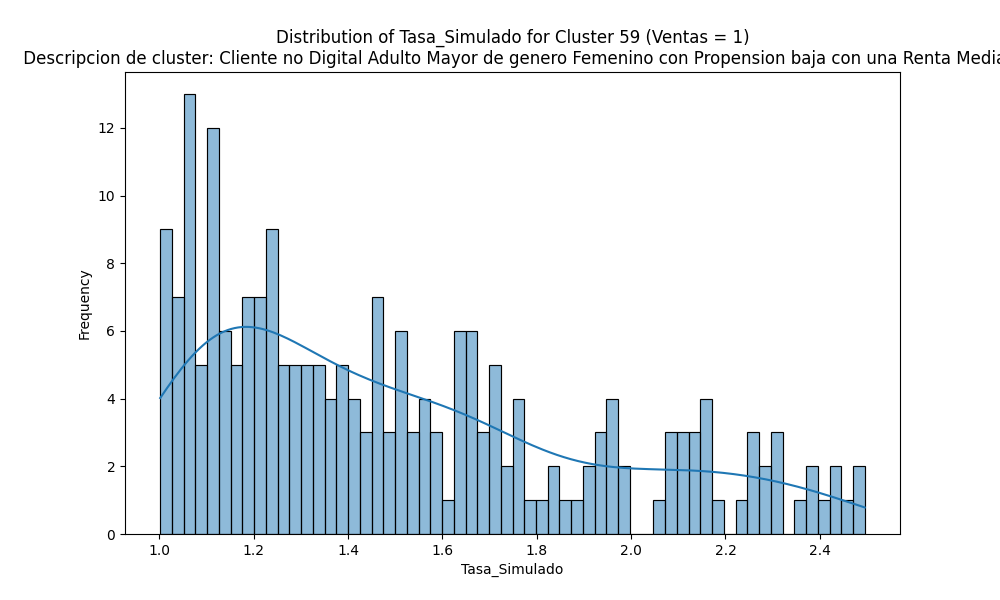 Distribution of Tasa_Simulado for Cluster 59 (Ventas = 1)
Descripcion de cluster: Cliente no Digital Adulto Mayor de genero Femenino con Propension baja con una Renta Media
12
10
8
6
4
2
0
Frequency
1.0 1.2 1.4 1.6 1.8 2.0 2.2 2.4
Tasa_Simulado